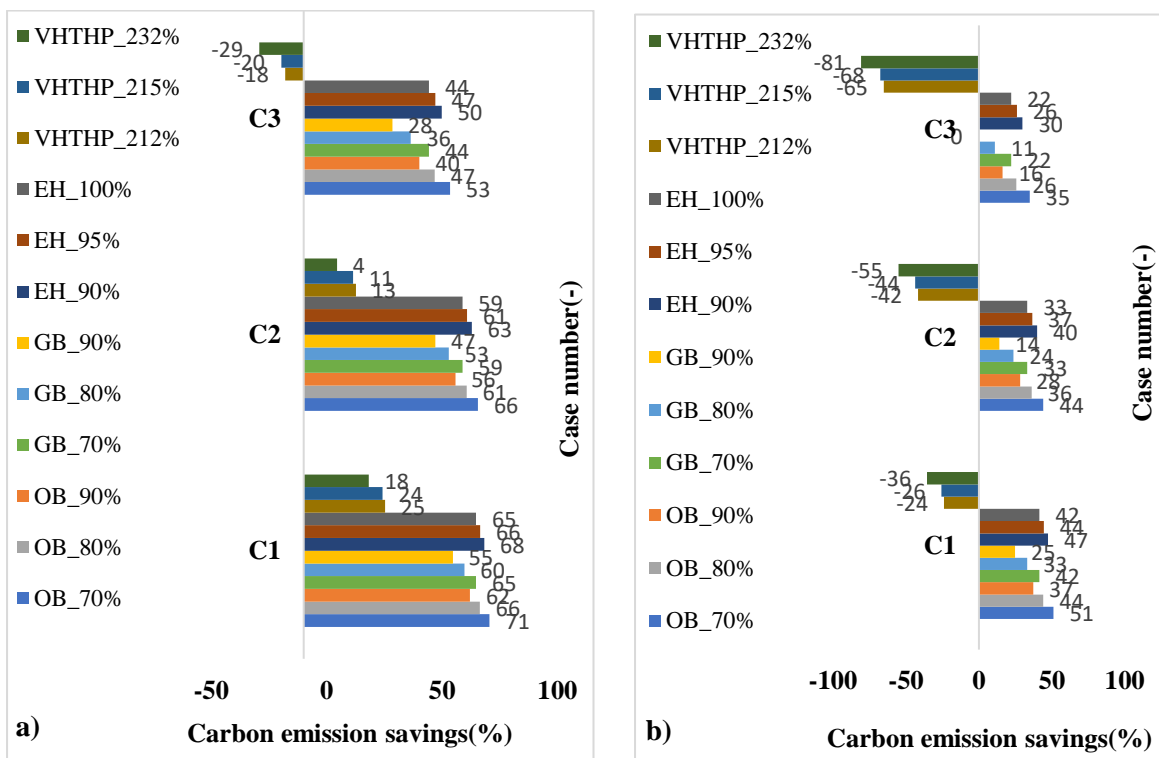 VHTHP_232%
VHTHP_215%
VHTHP_212%
EH_100%
EH_95%
EH_90%
GB_90%
GB_80%
GB_70%
OB_90%
OB_80%
OB_70%
C3
-29
-20
-18
44
47
50
28
36
44
40
47
53
C2
4
11
13
59
61
63
47
53
59
56
61
66
C1
18
24
25
65
66
68
55
60
65
62
66
71
Case number(-)
-50 0 50 100
a) Carbon emission savings(%)
VHTHP_232%
VHTHP_215%
VHTHP_212%
EH_100%
EH_95%
EH_90%
GB_90%
GB_80%
GB_70%
OB_90%
OB_80%
OB_70%
C3
-81
-68
-65
22
26
30
0
11
22
16
26
35
C2
-55
-44
-42
33
37
40
14
24
33
28
36
44
C1
-36
-26
-24
42
44
47
25
33
42
37
44
51
Case number(-)
-100 -50 0 50 100
b) Carbon emission savings(%)